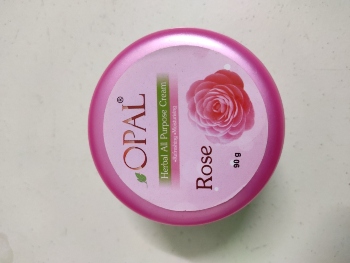 OPAL®
Herbal All Purpose Cream
•Refreshing •Moisturising
Rose
90 g